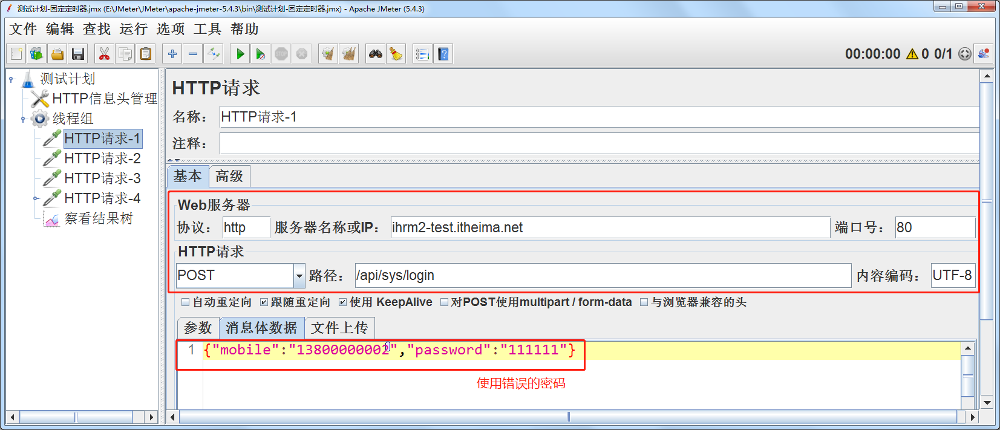 测试计划-固定定时器.jmx (E:\JMeter\JMeter\apache-jmeter-5.4.3\bin\测试计划-固定定时器.jmx) - Apache JMeter (5.4.3)
文件 编辑 查找 运行 选项 工具 帮助
00:00:00 0 0/1
测试计划
HTTP信息头管理
线程组
HTTP请求-1
HTTP请求-2
HTTP请求-3
HTTP请求-4
察看结果树
HTTP请求
名称： HTTP请求-1
注释：
基本 高级
Web服务器
协议： http 服务器名称或IP： ihrm2-test.itheima.net 端口号： 80
HTTP请求
POST 路径： /api/sys/login 内容编码： UTF-8
自动重定向 跟随重定向 使用 KeepAlive 对POST使用multipart / form-data 与浏览器兼容的头
参数 消息体数据 文件上传
1 {"mobile":"13800000002","password":"111111"}
使用错误的密码